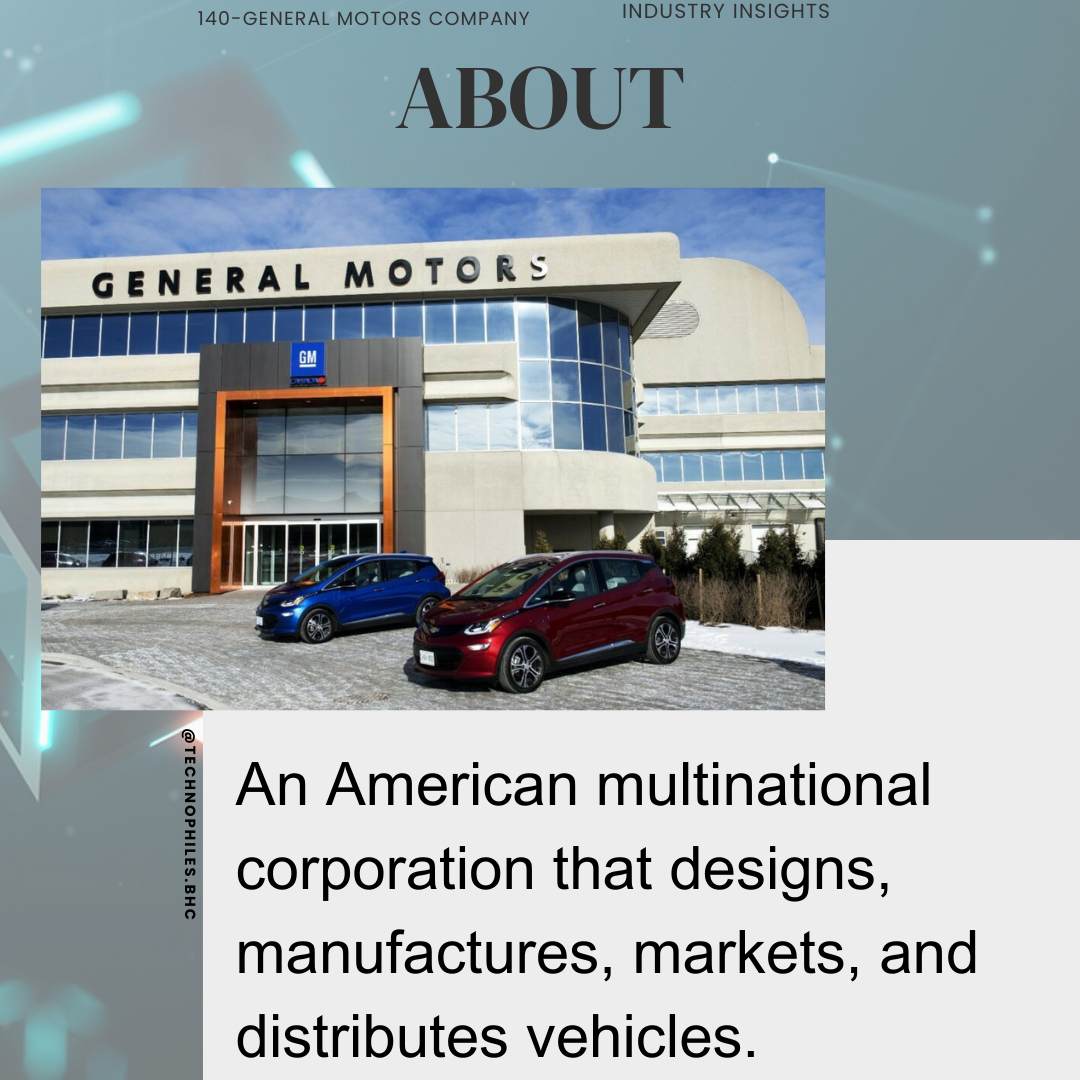 140-GENERAL MOTORS COMPANY
INDUSTRY INSIGHTS
ABOUT
GENERAL MOTORS
GM
@TECHNOPHILES.BHC
An American multinational
corporation that designs,
manufactures, markets, and
distributes vehicles.